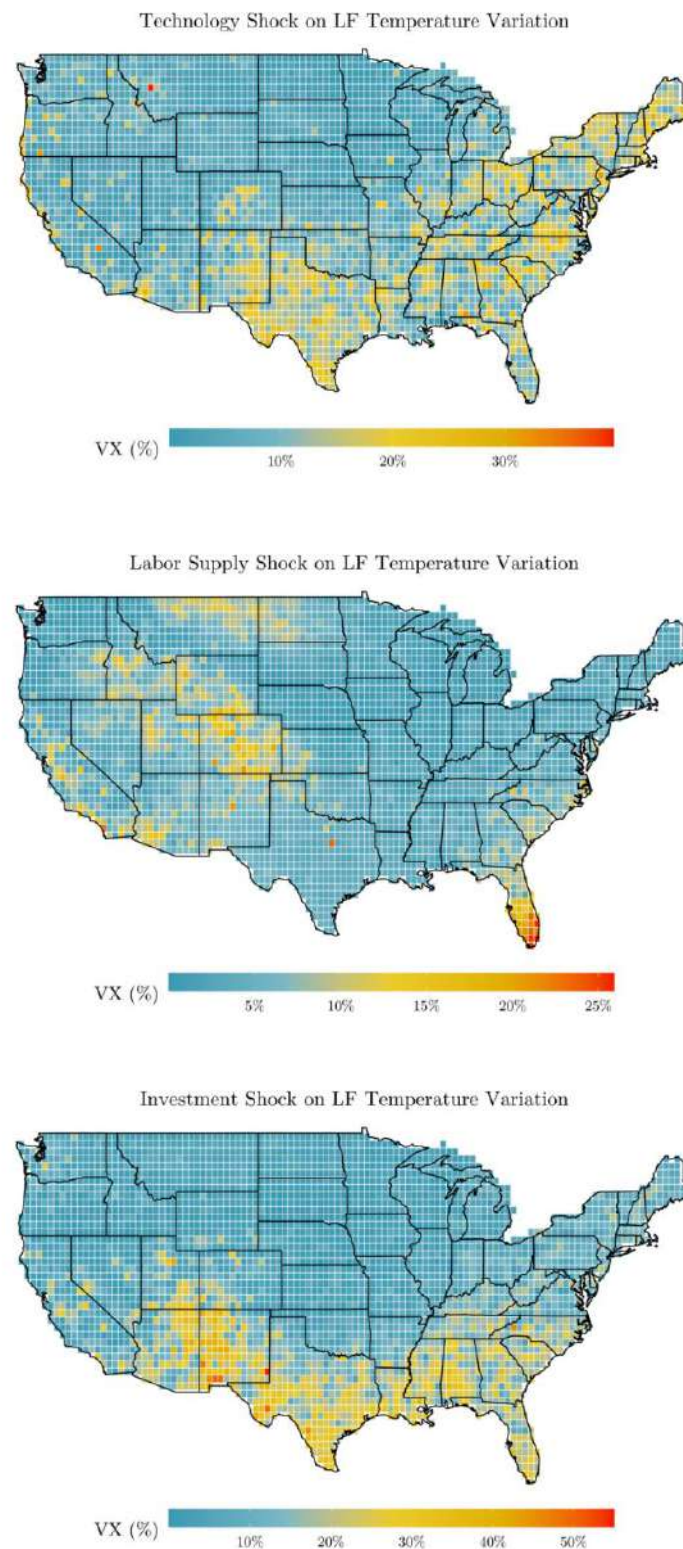 Technology Shock on LF Temperature Variation
VX (%)
10% 20% 30%
Labor Supply Shock on LF Temperature Variation
VX (%)
5% 10% 15% 20% 25%
Investment Shock on LF Temperature Variation
VX (%)
10% 20% 30% 40% 50%